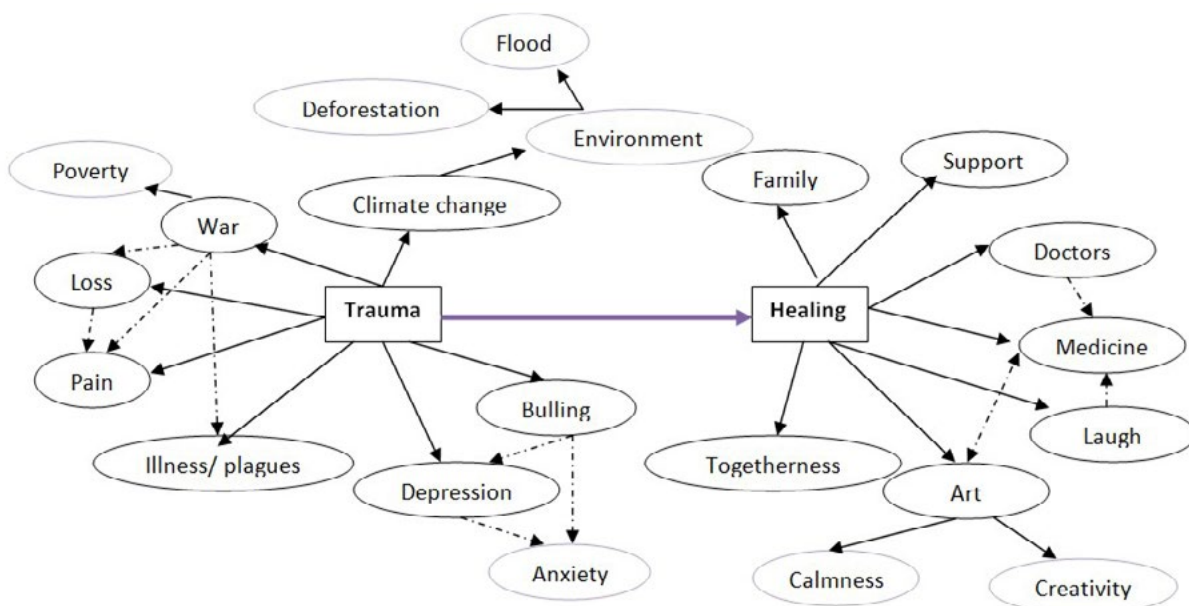 Flood
Deforestation
Environment
Poverty
Family
Support
Climate change
War
Doctors
Loss
Trauma
Healing
Medicine
Pain
Bulling
Laugh
Illness/ plagues
Togetherness
Depression
Art
Anxiety
Calmness
Creativity